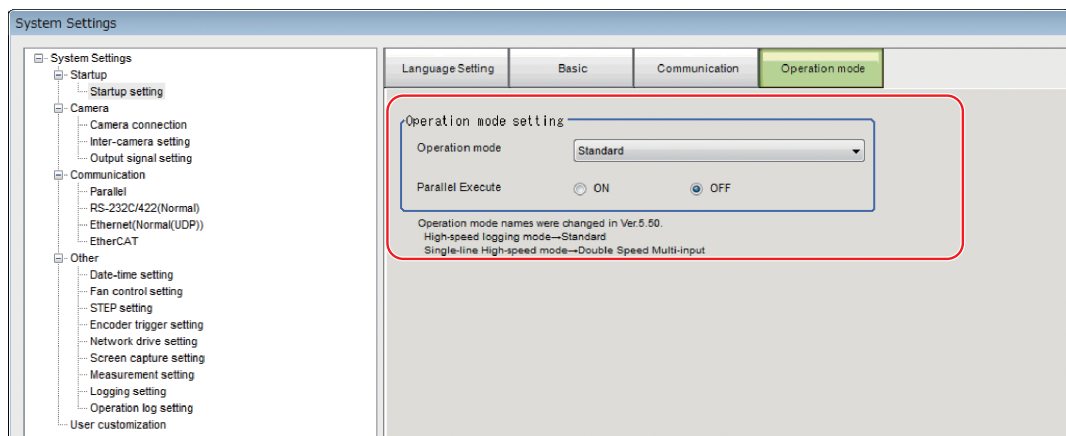 System Settings
System Settings
Startup
Startup setting
Camera
Camera connection
Inter-camera setting
Output signal setting
Communication
Parallel
RS-232C/422(Normal)
Ethernet(Normal(UDP))
EtherCAT
Other
Date-time setting
Fan control setting
STEP setting
Encoder trigger setting
Network drive setting
Screen capture setting
Measurement setting
Logging setting
Operation log setting
User customization
Language Setting Basic Communication Operation mode
Operation mode setting
Operation mode Standard
Parallel Execute ON OFF
Operation mode names were changed in Ver.5.50.
High-speed logging mode→Standard
Single-line High-speed mode→Double Speed Multi-input